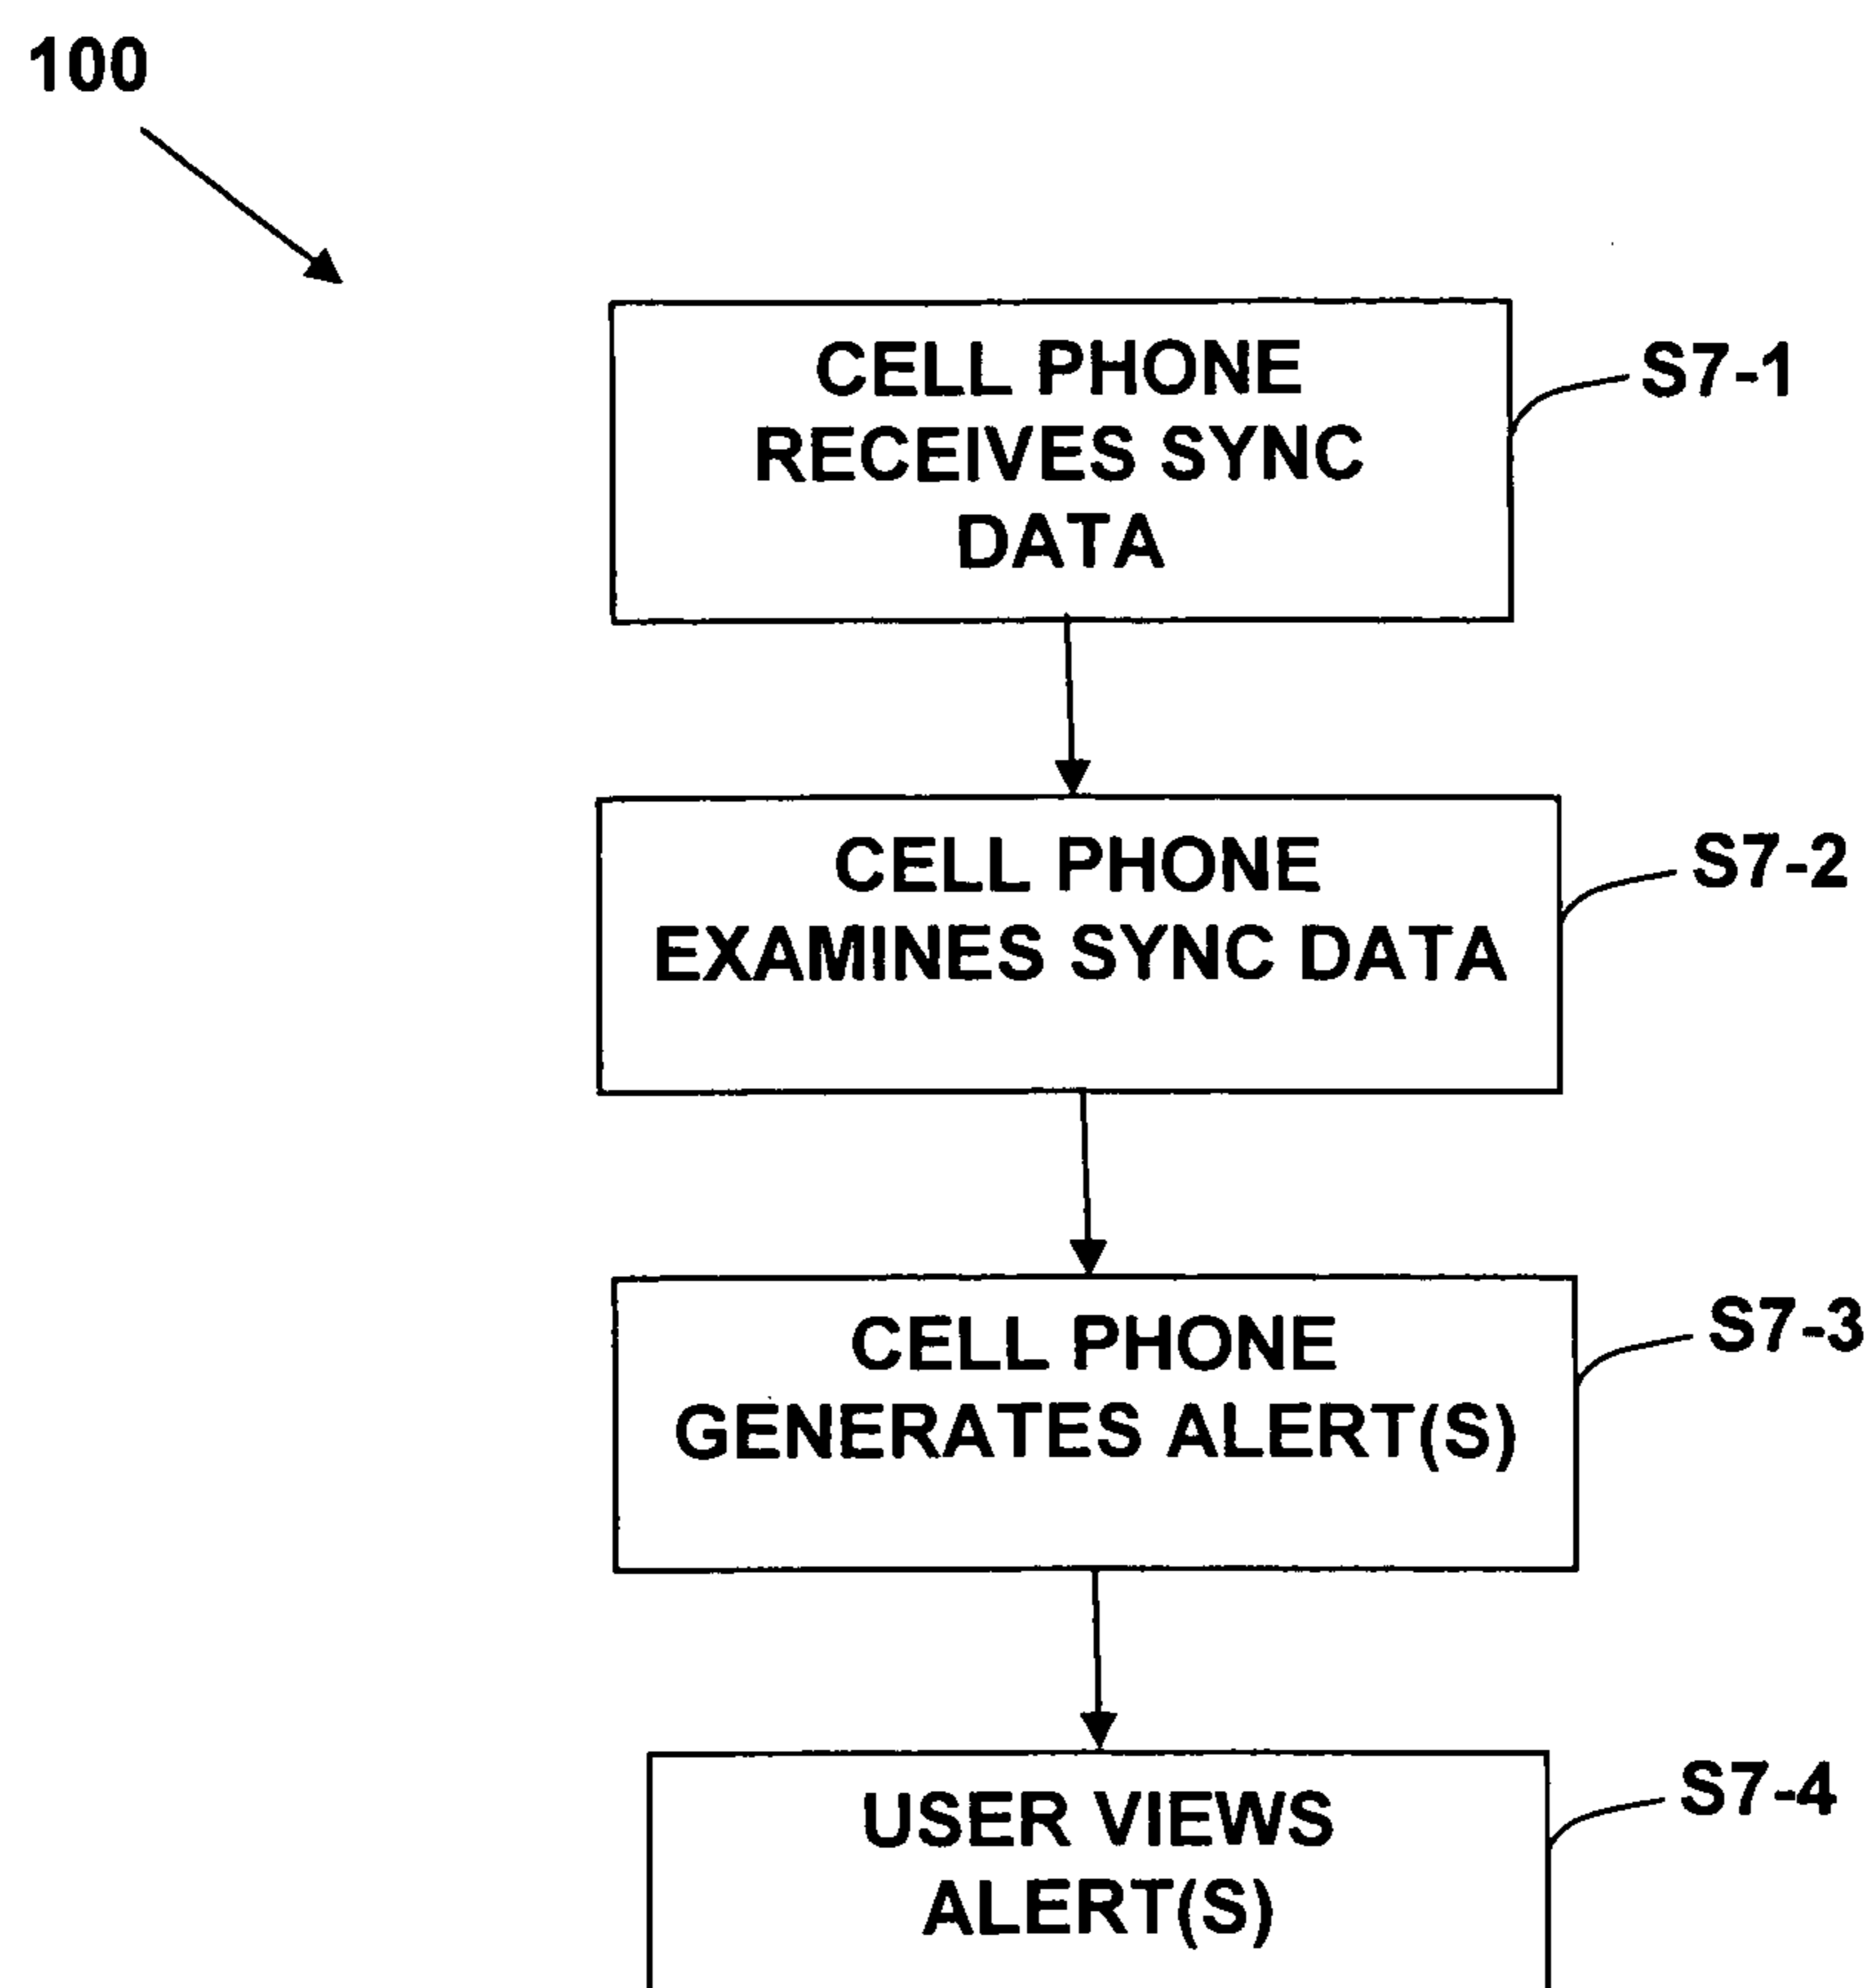 100
CELL PHONE
RECEIVES SYNC
DATA
S7-1
CELL PHONE
EXAMINES SYNC DATA
S7-2
CELL PHONE
GENERATES ALERT(S)
S7-3
USER VIEWS
ALERT(S)
S7-4